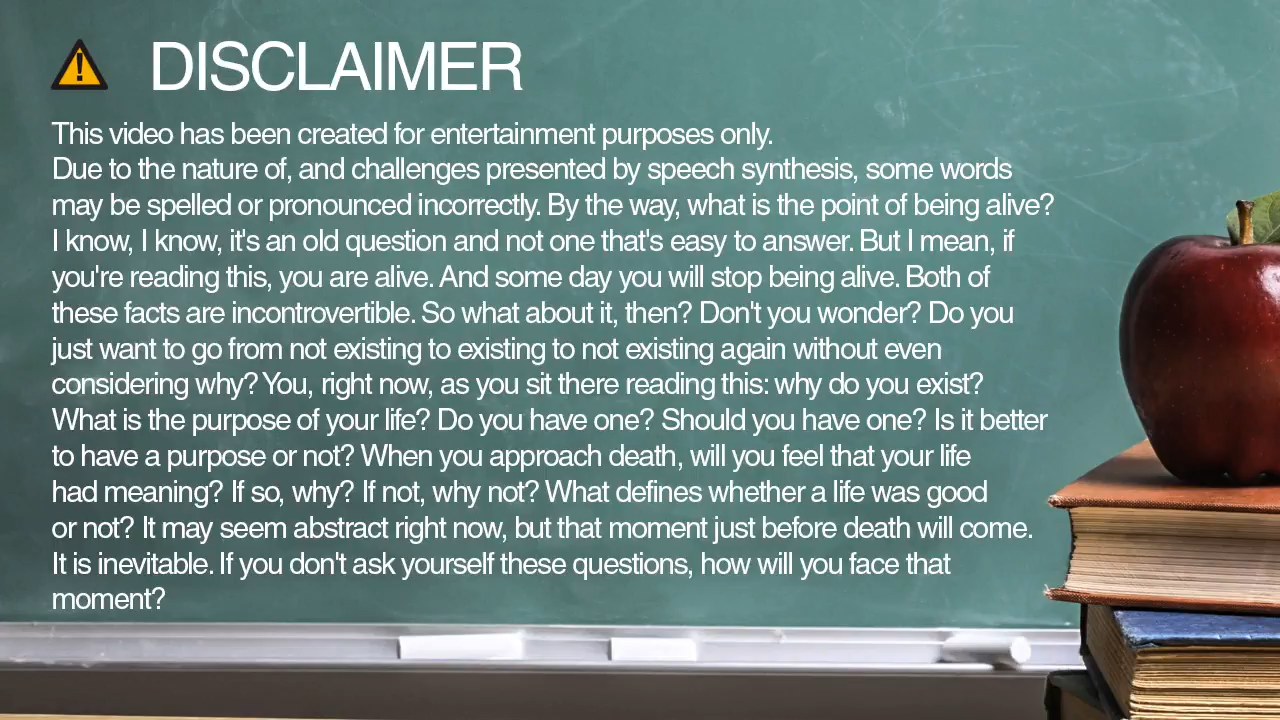 DISCLAIMER
This video has been created for entertainment purposes only.
Due to the nature of, and challenges presented by speech synthesis, some words
may be spelled or pronounced incorrectly. By the way, what is the point of being alive?
I know, I know, it's an old question and not one that's easy to answer. But I mean, if
you're reading this, you are alive. And some day you will stop being alive. Both of
these facts are incontrovertible. So what about it, then? Don't you wonder? Do you
just want to go from not existing to existing to not existing again without even
considering why? You, right now, as you sit there reading this: why do you exist?
What is the purpose of your life? Do you have one? Should you have one? Is it better
to have a purpose or not? When you approach death, will you feel that your life
had meaning? If so, why? If not, why not? What defines whether a life was good
or not? It may seem abstract right now, but that moment just before death will come.
It is inevitable. If you don't ask yourself these questions, how will you face that
moment?